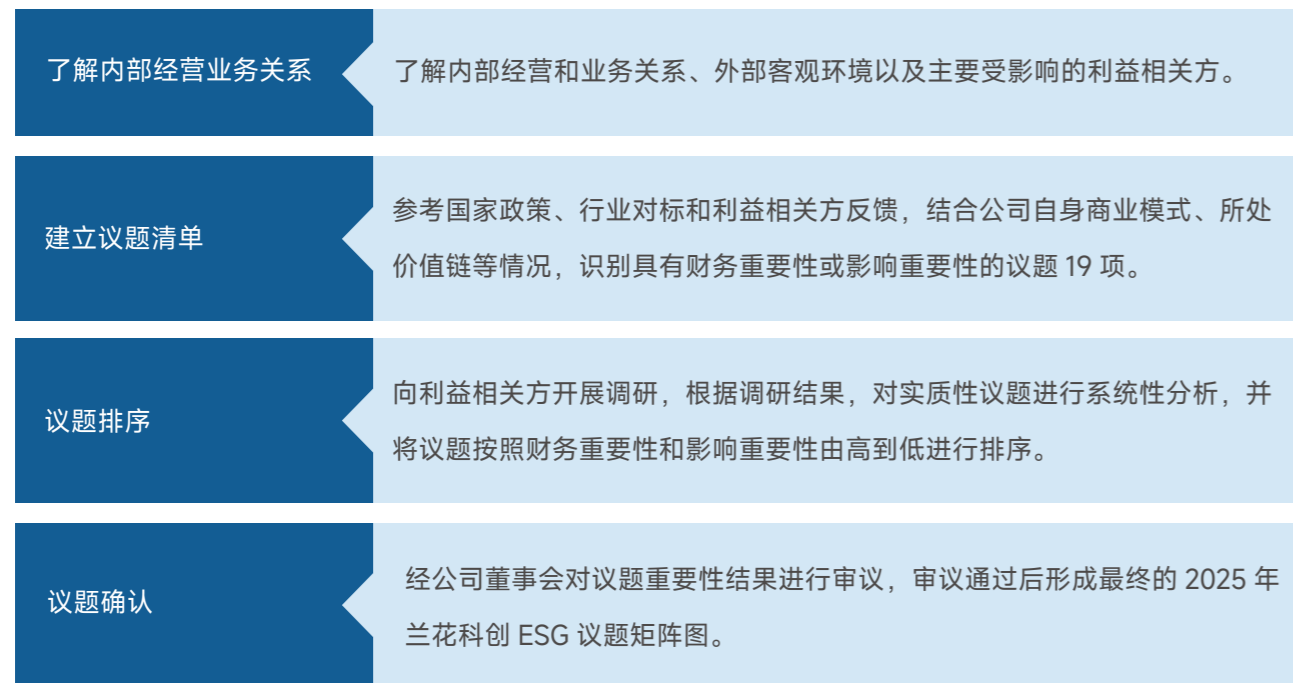 了解内部经营业务关系
了解内部经营和业务关系、外部客观环境以及主要受影响的利益相关方。
建立议题清单
参考国家政策、行业对标和利益相关方反馈，结合公司自身商业模式、所处
价值链等情况，识别具有财务重要性或影响重要性的议题 19 项。
议题排序
向利益相关方开展调研，根据调研结果，对实质性议题进行系统性分析，并
将议题按照财务重要性和影响重要性由高到低进行排序。
议题确认
经公司董事会对议题重要性结果进行审议，审议通过后形成最终的 2025 年
兰花科创 ESG 议题矩阵图。